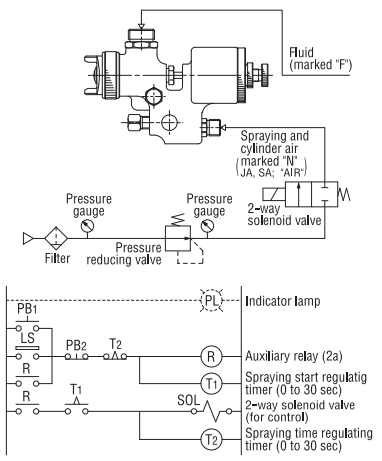 Fluid
(marked "F")
Spraying and
cylinder air
(marked "N"
JA, SA; "AIR")
Pressure
gauge
Pressure
gauge
2-way
solenoid valve
Filter
Pressure
reducing valve
PL
Indicator lamp
PB1
LS
PB2
T2
R
R
Auxiliary relay (2a)
T1
Spraying start regulatig
timer (0 to 30 sec)
R
T1
SOL
2-way solenoid valve
(for control)
T2
Spraying time regulating
timer (0 to 30 sec)